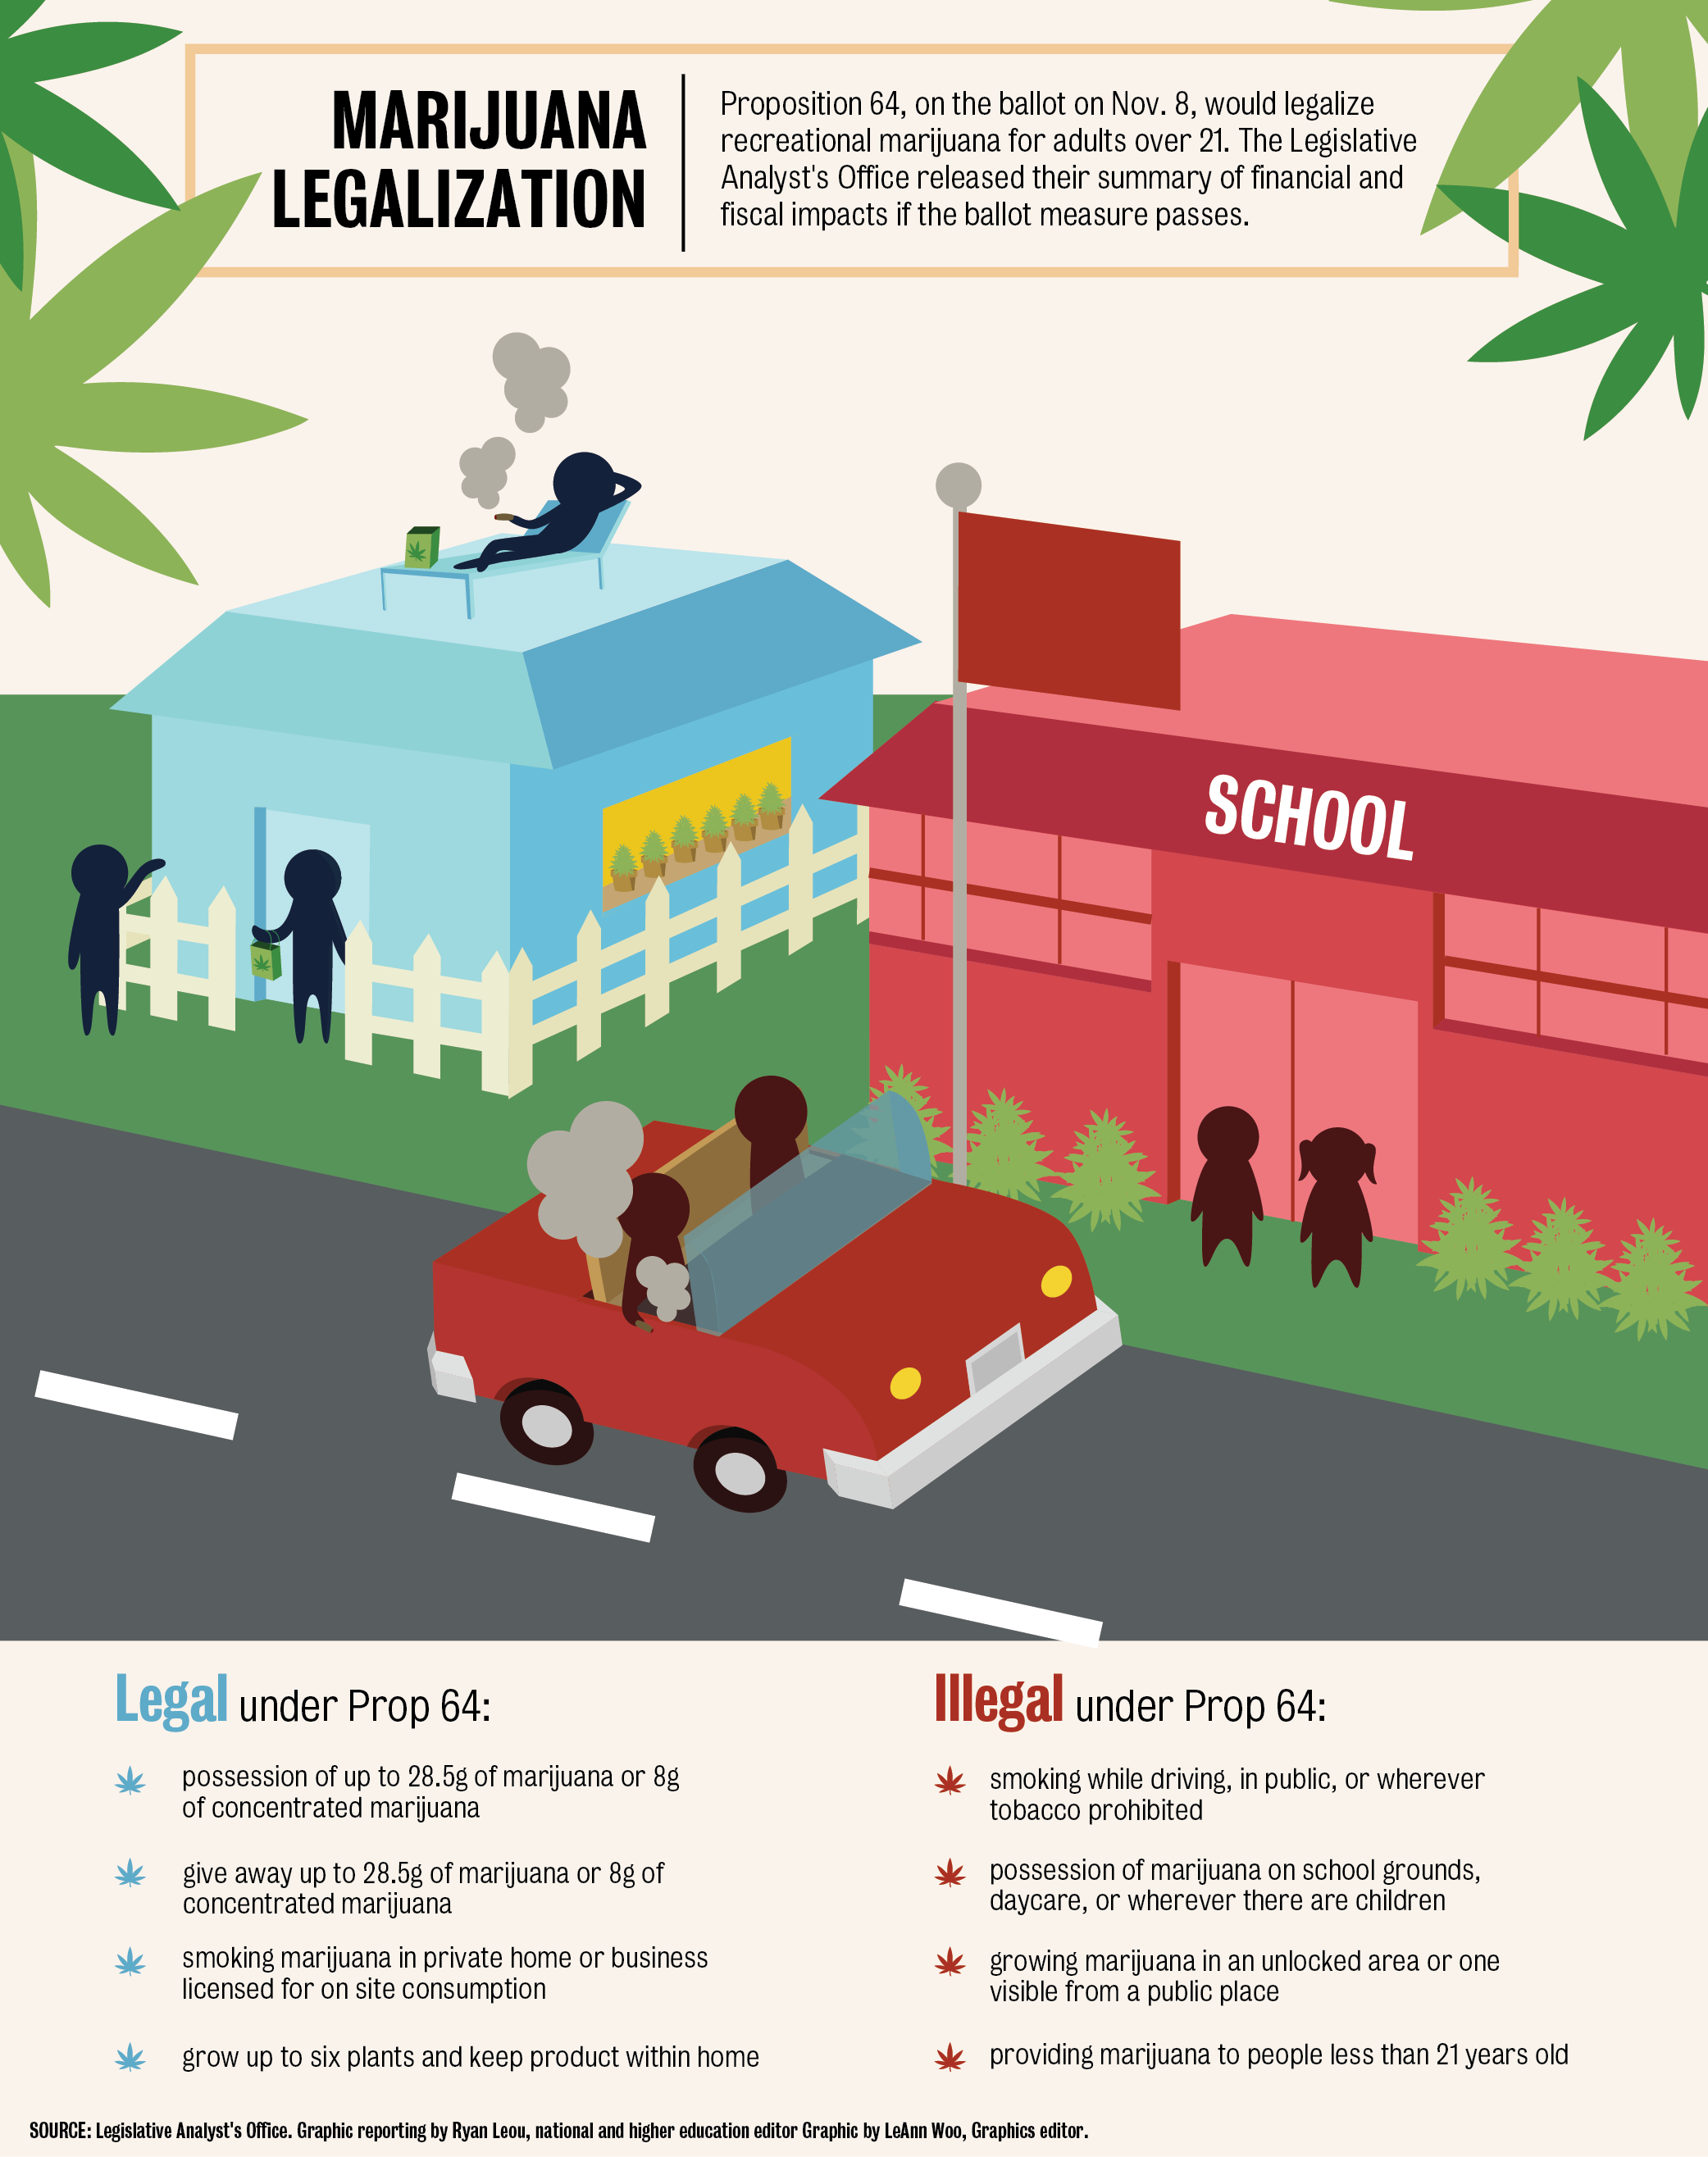 MARIJUANA
LEGALIZATION
Proposition 64, on the ballot on Nov. 8, would legalize
recreational marijuana for adults over 21. The Legislative
Analyst's Office released their summary of financial and
fiscal impacts if the ballot measure passes.
SCHOOL
Legal under Prop 64:
possession of up to 28.5g of marijuana or 8g
of concentrated marijuana
give away up to 28.5g of marijuana or 8g of
concentrated marijuana
smoking marijuana in private home or business
licensed for on site consumption
grow up to six plants and keep product within home
Illegal under Prop 64:
smoking while driving, in public, or wherever
tobacco prohibited
possession of marijuana on school grounds,
daycare, or wherever there are children
growing marijuana in an unlocked area or one
visible from a public place
providing marijuana to people less than 21 years old
SOURCE: Legislative Analyst's Office. Graphic reporting by Ryan Leou, national and higher education editor Graphic by LeAnn Woo, Graphics editor.